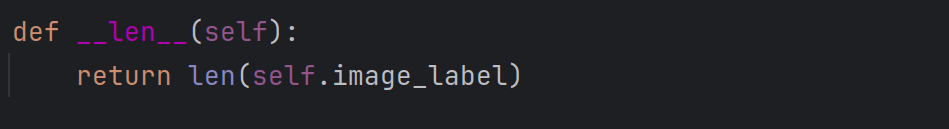 def __len__(self):
    return len(self.image_label)